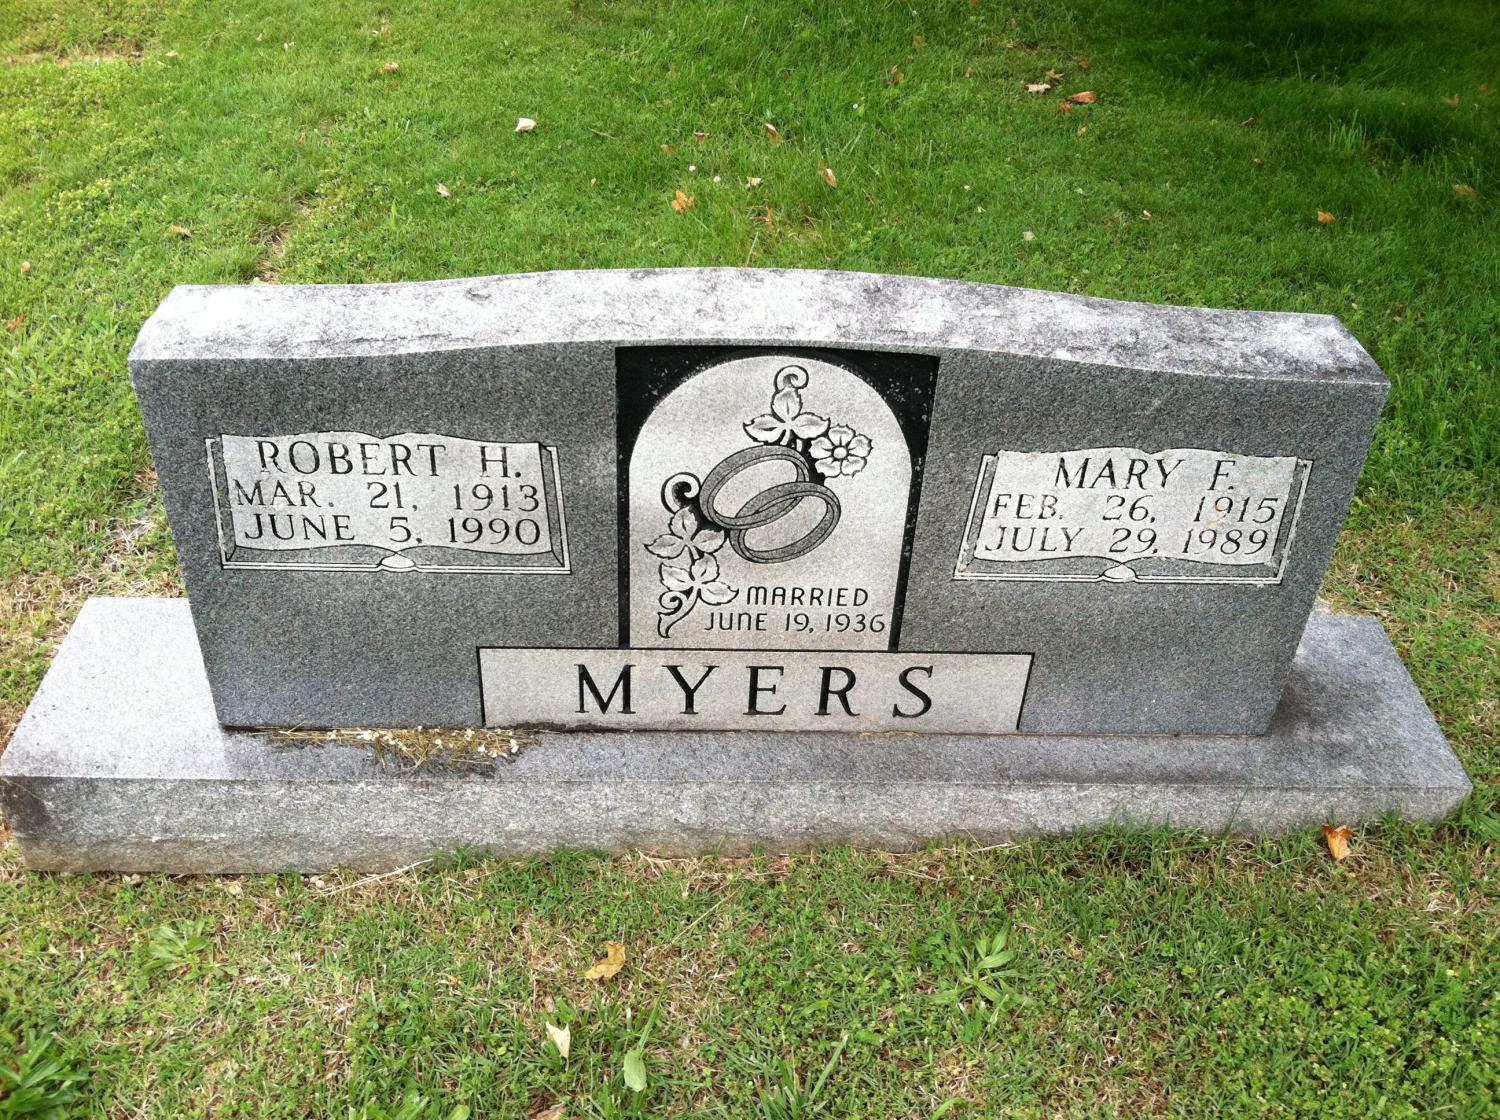 ROBERT H.
MAR. 21, 1913
JUNE 5, 1990
MARRIED
JUNE 19, 1936
MARY F.
FEB. 26, 1915
JULY 29, 1989
MYERS